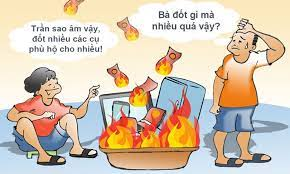 Trần sao âm vậy,
đốt nhiều các cụ
phù hộ cho nhiều!
Bà đốt gì mà
nhiều quá vậy?